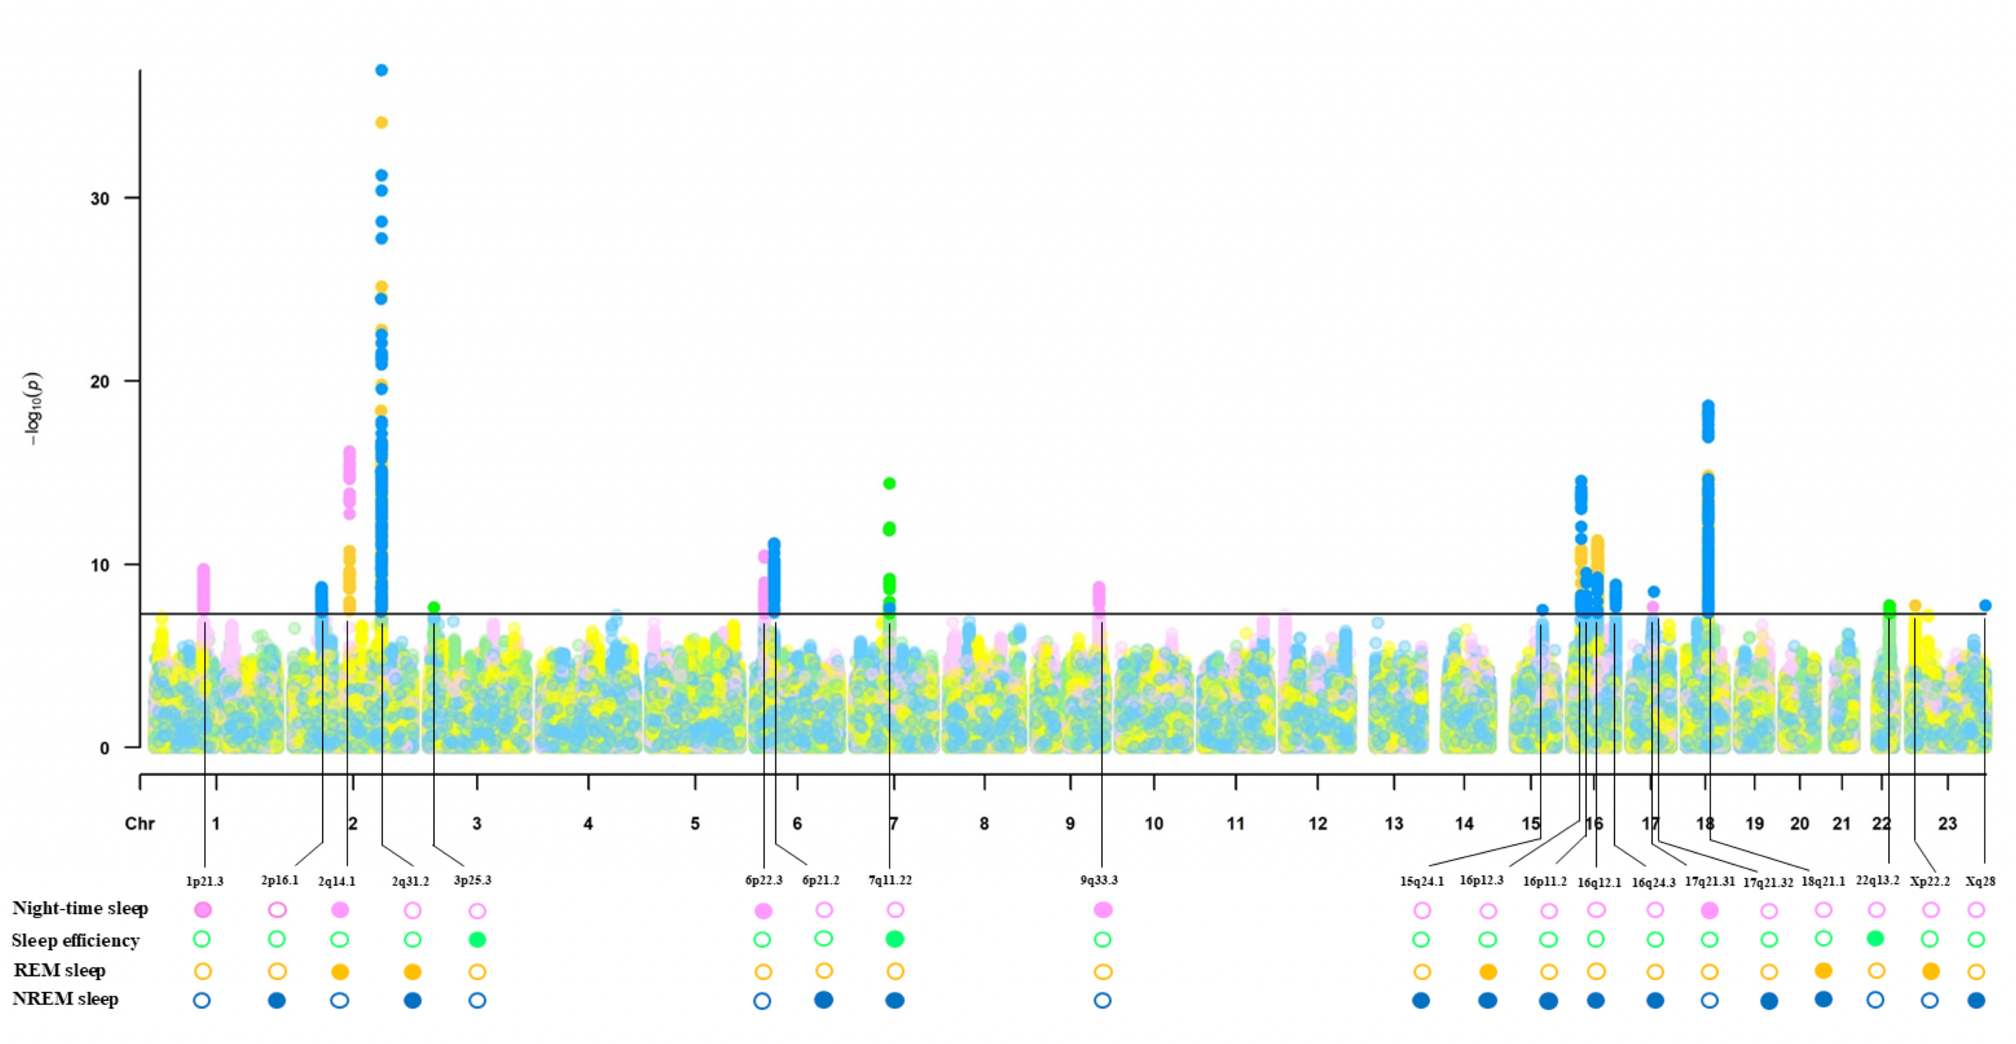 30
20
10
0
−log10(p)
Chr 1 2 3 4 5 6 7 8 9 10 11 12 13 14 15 16 17 18 19 20 21 22 23
1p21.3 2p16.1 2q14.1 2q31.2 3p25.3 6p22.3 6p21.2 7q11.22 9q33.3 15q24.1 16p12.3 16p11.2 16q12.1 16q24.3 17q21.31 17q21.32 18q21.1 22q13.2 Xp22.2 Xq28
Night-time sleep
Sleep efficiency
REM sleep
NREM sleep